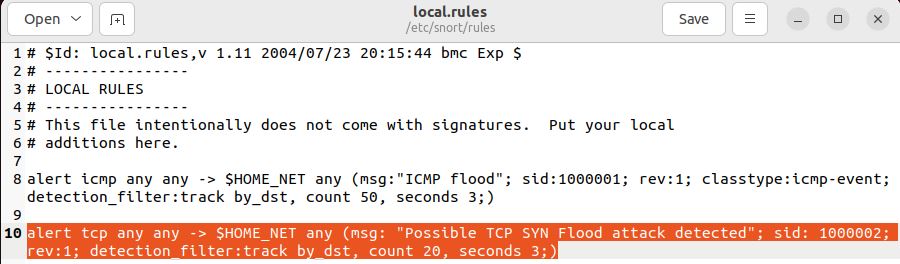 Open
local.rules
/etc/snort/rules
Save
1 # $Id: local.rules,v 1.11 2004/07/23 20:15:44 bmc Exp $
2 # ----------------
3 # LOCAL RULES
4 # ----------------
5 # This file intentionally does not come with signatures.  Put your local
6 # additions here.
7
8 alert icmp any any -> $HOME_NET any (msg:"ICMP flood"; sid:1000001; rev:1; classtype:icmp-event;
detection_filter:track by_dst, count 50, seconds 3;)
9
10 alert tcp any any -> $HOME_NET any (msg: "Possible TCP SYN Flood attack detected"; sid: 1000002;
rev:1; detection_filter:track by_dst, count 20, seconds 3;)